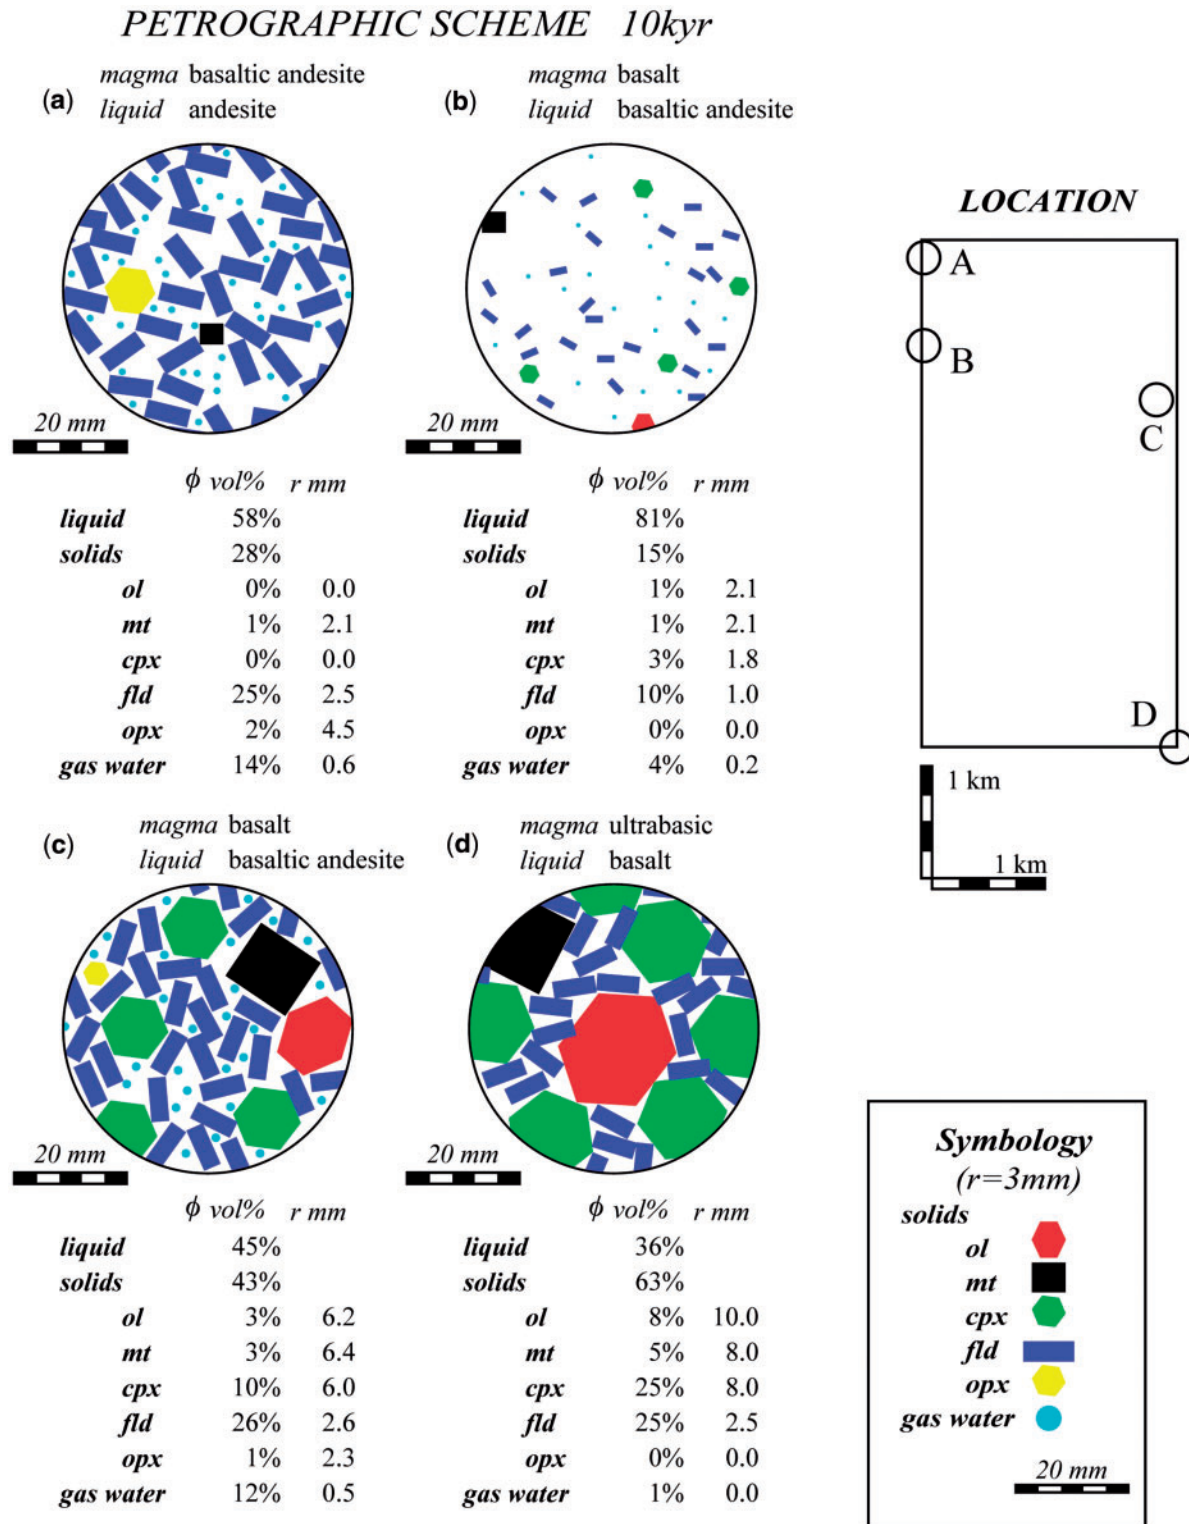 PETROGRAPHIC SCHEME 10kyr
(a)
magma basaltic andesite
liquid andesite
20 mm
ϕ vol% r mm
liquid 58%
solids 28%
ol 0% 0.0
mt 1% 2.1
cpx 0% 0.0
fld 25% 2.5
opx 2% 4.5
gas water 14% 0.6
(b)
magma basalt
liquid basaltic andesite
20 mm
ϕ vol% r mm
liquid 81%
solids 15%
ol 1% 2.1
mt 1% 2.1
cpx 3% 1.8
fld 10% 1.0
opx 0% 0.0
gas water 4% 0.2
LOCATION
A
B
C
D
1 km
1 km
(c)
magma basalt
liquid basaltic andesite
20 mm
ϕ vol% r mm
liquid 45%
solids 43%
ol 3% 6.2
mt 3% 6.4
cpx 10% 6.0
fld 26% 2.6
opx 1% 2.3
gas water 12% 0.5
(d)
magma ultrabasic
liquid basalt
20 mm
ϕ vol% r mm
liquid 36%
solids 63%
ol 8% 10.0
mt 5% 8.0
cpx 25% 8.0
fld 25% 2.5
opx 0% 0.0
gas water 1% 0.0
Symbology
(r=3mm)
solids
ol
mt
cpx
fld
opx
gas water
20 mm